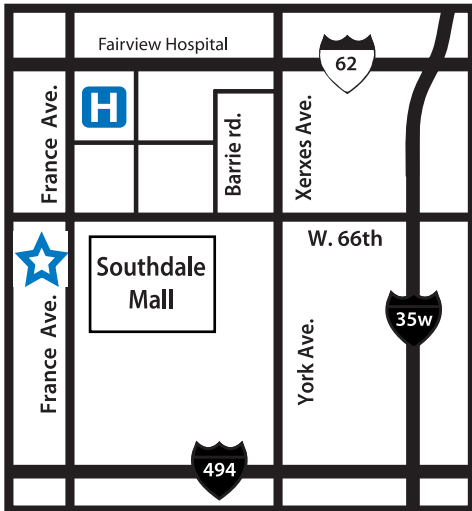 Fairview Hospital
62
H
France Ave.
Barrie rd.
Xerxes Ave.
W. 66th
Southdale
Mall
France Ave.
York Ave.
35w
494